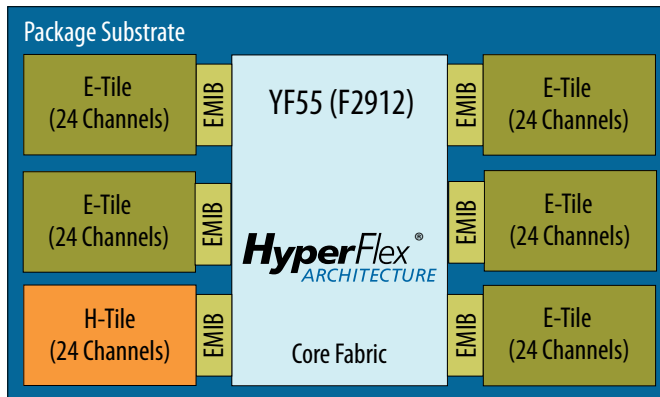 Package Substrate
E-Tile
(24 Channels)
EMIB
YF55 (F2912)
EMIB
E-Tile
(24 Channels)
E-Tile
(24 Channels)
EMIB
HyperFlex®
ARCHITECTURE
EMIB
E-Tile
(24 Channels)
H-Tile
(24 Channels)
EMIB
Core Fabric
EMIB
E-Tile
(24 Channels)